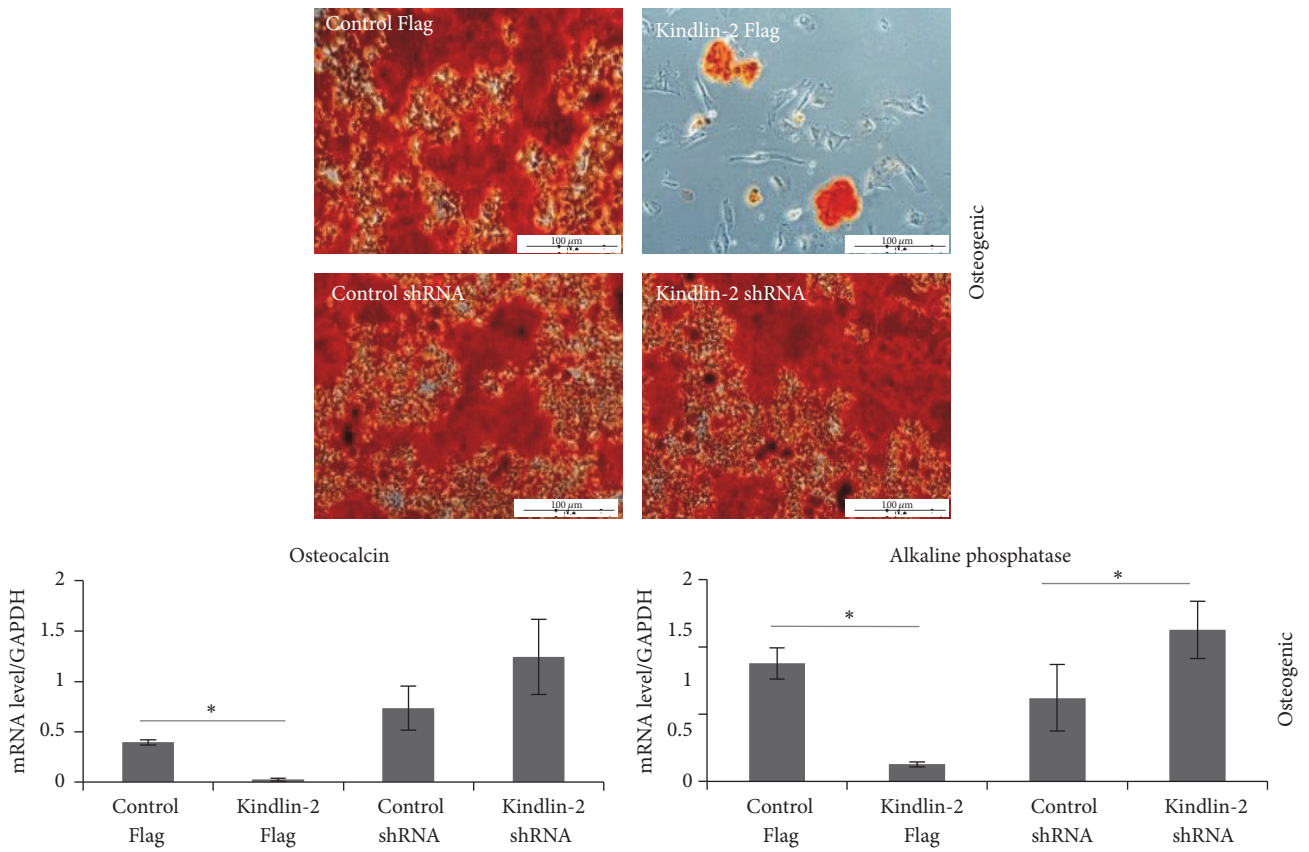 Control Flag
Kindlin-2 Flag
100 μm
100 μm
Osteogenic
Control shRNA
Kindlin-2 shRNA
100 μm
100 μm
Osteocalcin
mRNA level/GAPDH
2
1.5
1
0.5
0
*
Control
Flag
Kindlin-2
Flag
Control
shRNA
Kindlin-2
shRNA
Alkaline phosphatase
mRNA level/GAPDH
2
1.5
1
0.5
0
*
*
Control
Flag
Kindlin-2
Flag
Control
shRNA
Kindlin-2
shRNA
Osteogenic